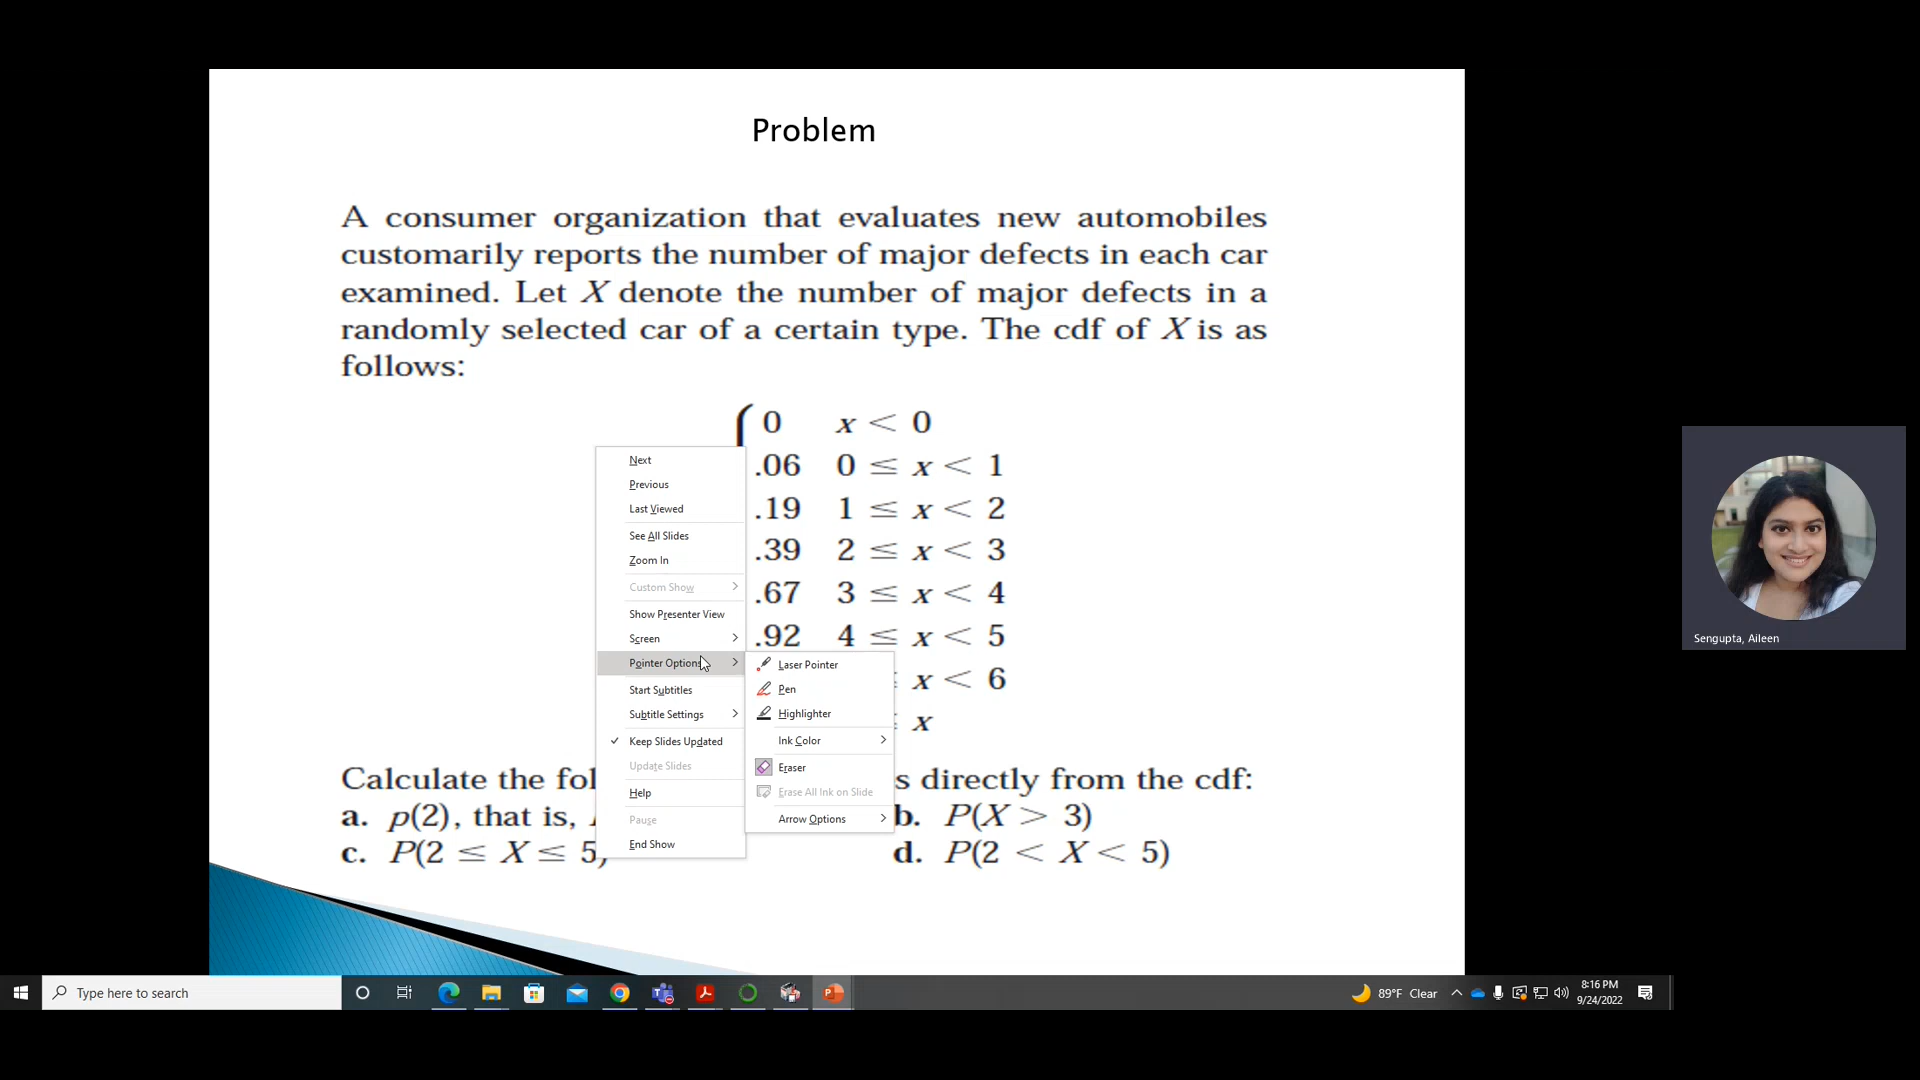 Problem
A consumer organization that evaluates new automobiles
customarily reports the number of major defects in each car
examined. Let X denote the number of major defects in a
randomly selected car of a certain type. The cdf of X is as
follows:
0 x < 0
.06 0 ≤ x < 1
.19 1 ≤ x < 2
.39 2 ≤ x < 3
.67 3 ≤ x < 4
.92 4 ≤ x < 5
x < 6
x
Next
Previous
Last Viewed
See All Slides
Zoom In
Custom Show
Show Presenter View
Screen
Pointer Options
Start Subtitles
Subtitle Settings
Keep Slides Updated
Update Slides
Help
Pause
End Show
Laser Pointer
Pen
Highlighter
Ink Color
Eraser
Erase All Ink on Slide
Arrow Options
Calculate the directly from the cdf:
a. p(2), that is, b. P(X > 3)
c. P(2 ≤ X ≤ 5) d. P(2 < X < 5)
Sengupta, Aileen
Type here to search
89°F Clear
8:16 PM
9/24/2022